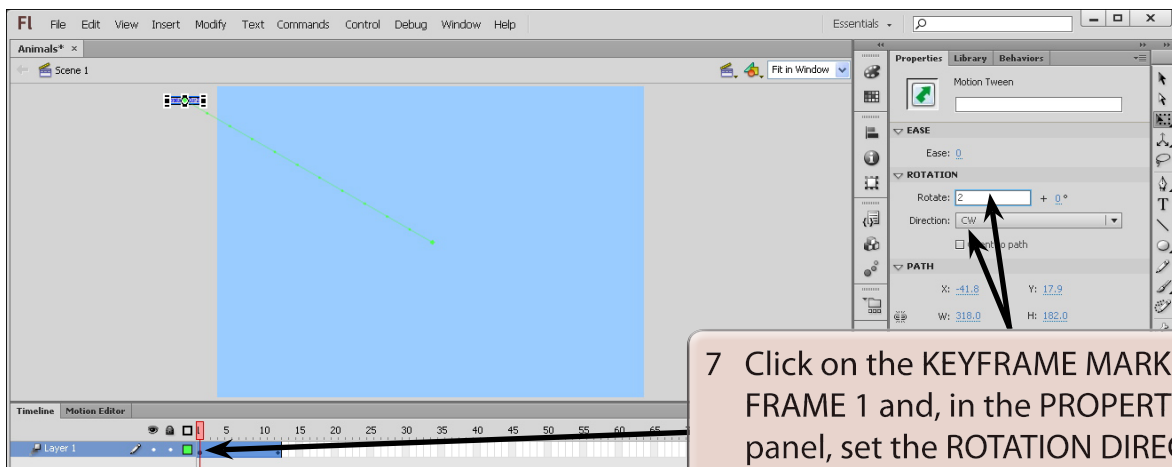 Fl File Edit View Insert Modify Text Commands Control Debug Window Help Essentials
Animals* ×
Scene 1 Fit in Window
Properties Library Behaviors
Motion Tween
EASE
Ease: 0
ROTATION
Rotate: 2 + 0°
Direction: CW
to path
PATH
X: -41.8 Y: 17.9
W: 318.0 H: 182.0
7 Click on the KEYFRAME MARK
FRAME 1 and, in the PROPERT
panel, set the ROTATION DIREC
Timeline Motion Editor
1 5 10 15 20 25 30 35 40 45 50 55 60 65
Layer 1